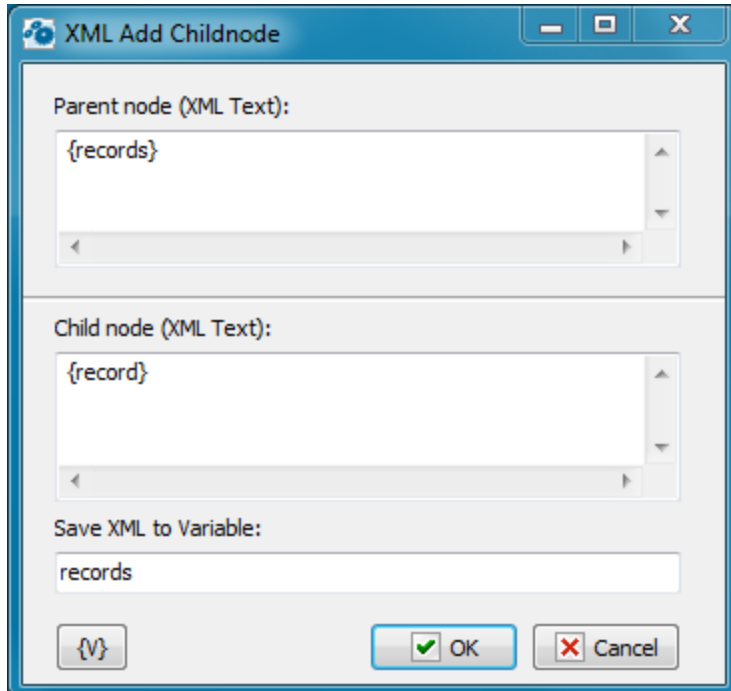 XML Add Childnode
Parent node (XML Text):
{records}
Child node (XML Text):
{record}
Save XML to Variable:
records
{V} OK Cancel